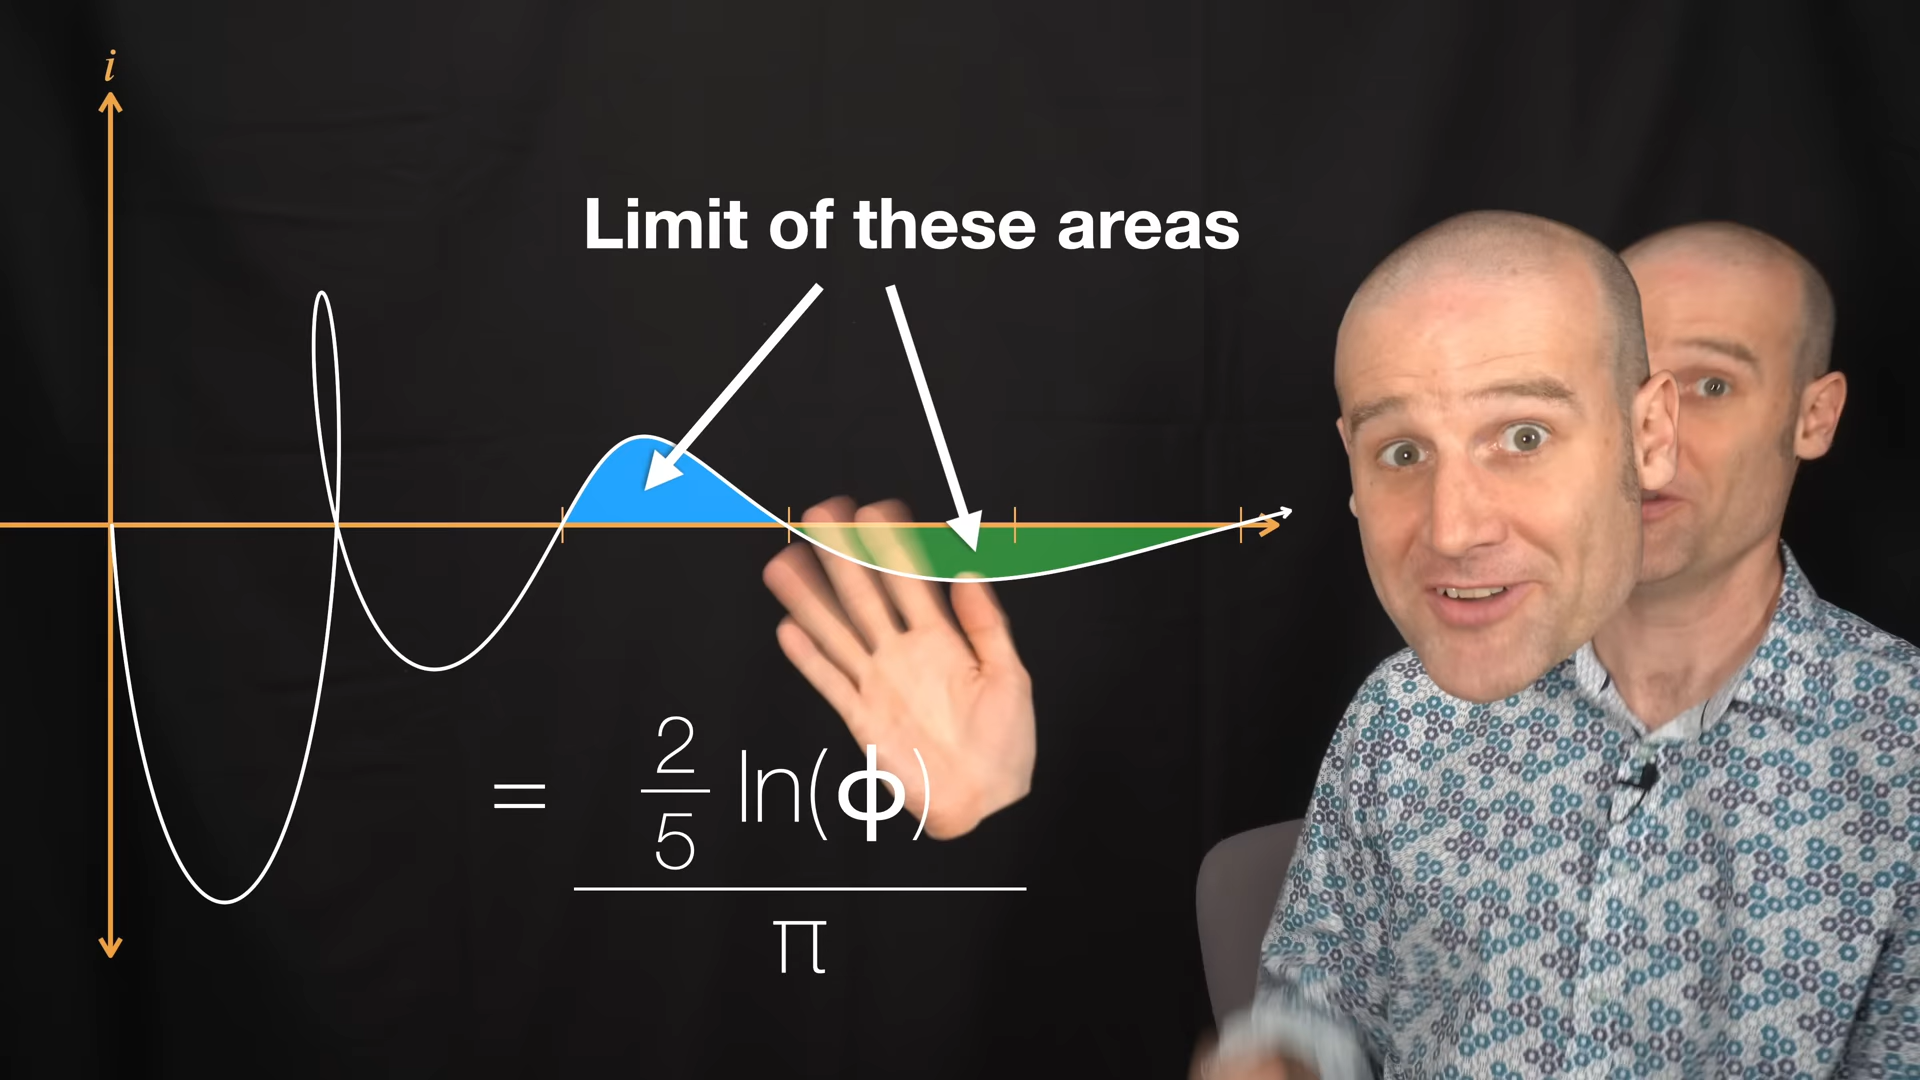 i
Limit of these areas
= 2/5 ln(ϕ)
π